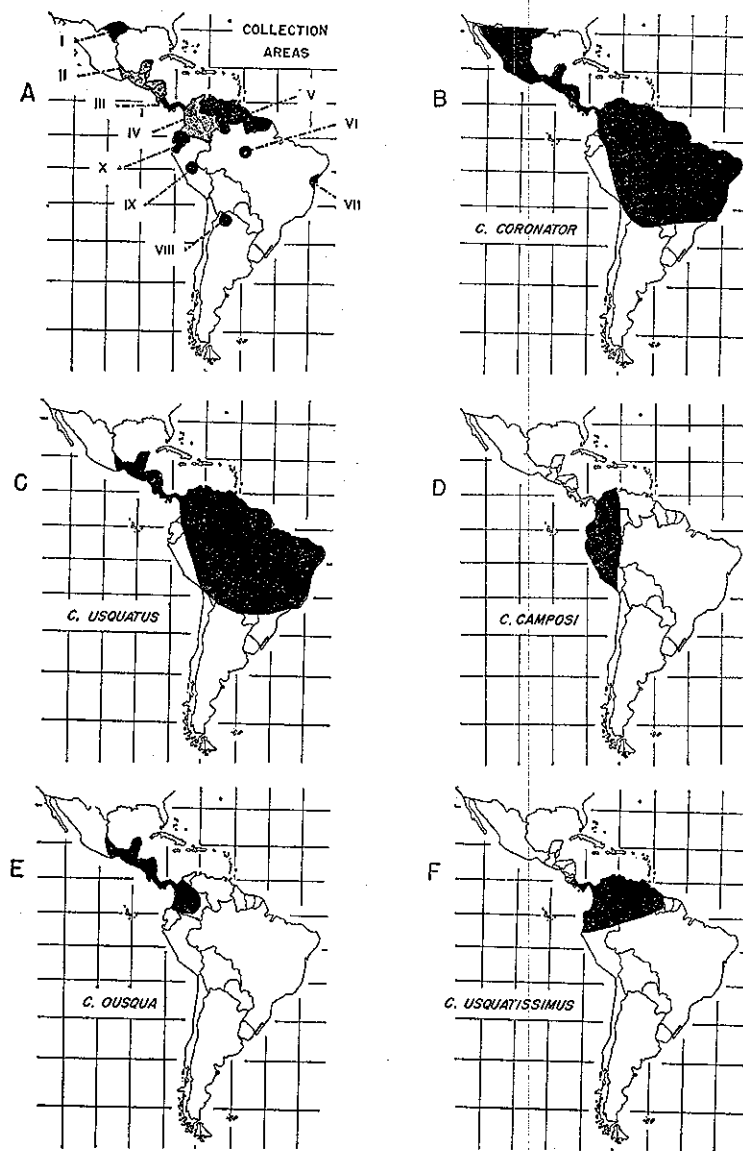 A
COLLECTION
AREAS
I
II
III
IV
V
VI
X
IX
VII
VIII
B
C. CORONATOR
C
C. USQUATUS
D
C. CAMPOSI
E
C. OUSQUA
F
C. USQUATISSIMUS